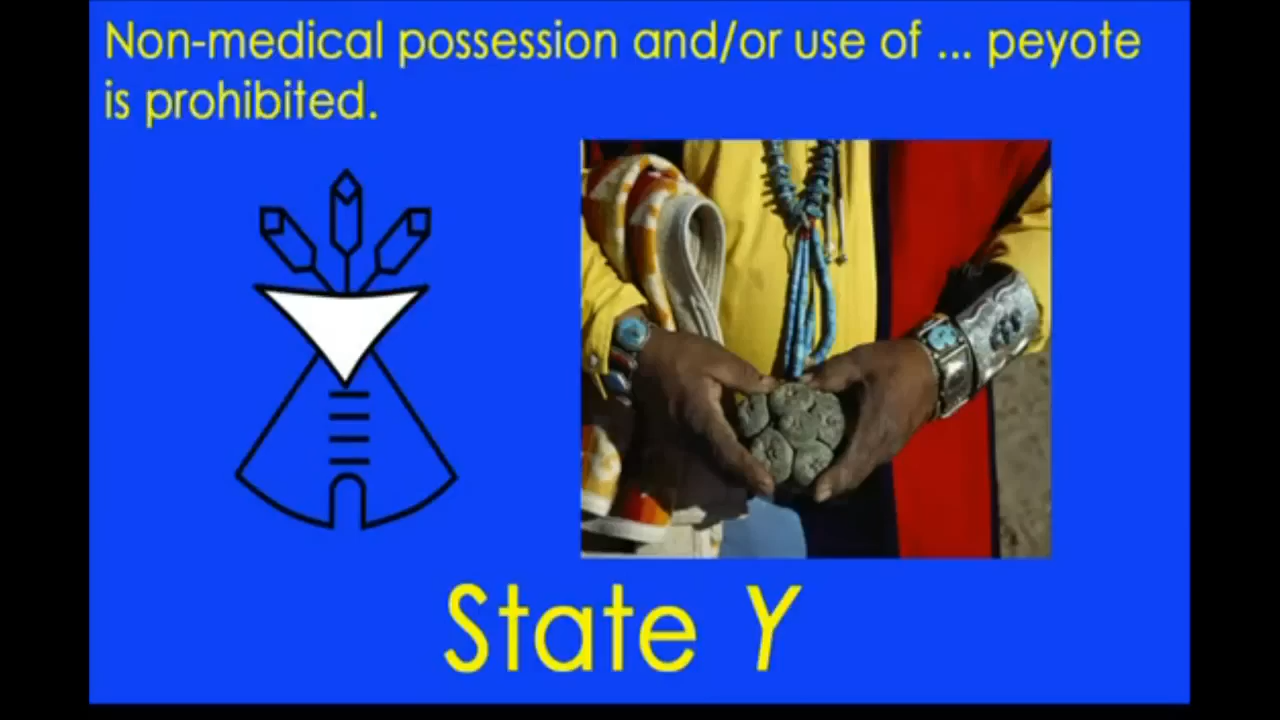 Non-medical possession and/or use of ... peyote
is prohibited.
State Y